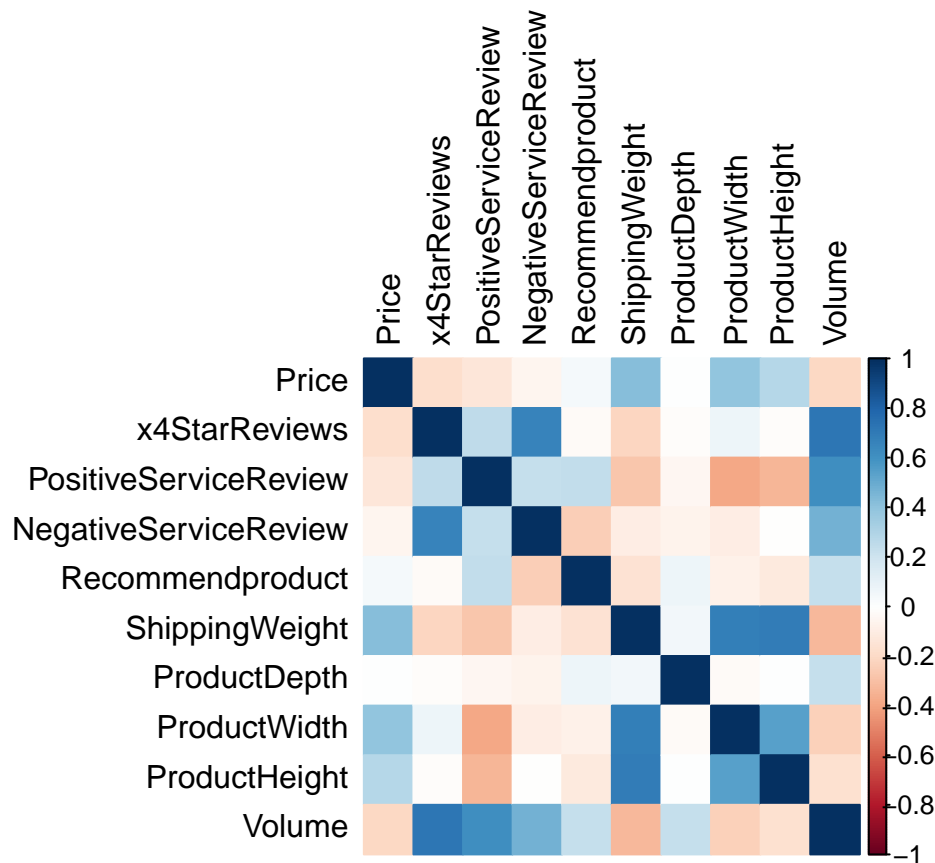 Price
x4StarReviews
PositiveServiceReview
NegativeServiceReview
Recommendproduct
ShippingWeight
ProductDepth
ProductWidth
ProductHeight
Volume
Price
x4StarReviews
PositiveServiceReview
NegativeServiceReview
Recommendproduct
ShippingWeight
ProductDepth
ProductWidth
ProductHeight
Volume
1
0.8
0.6
0.4
0.2
0
−0.2
−0.4
−0.6
−0.8
−1